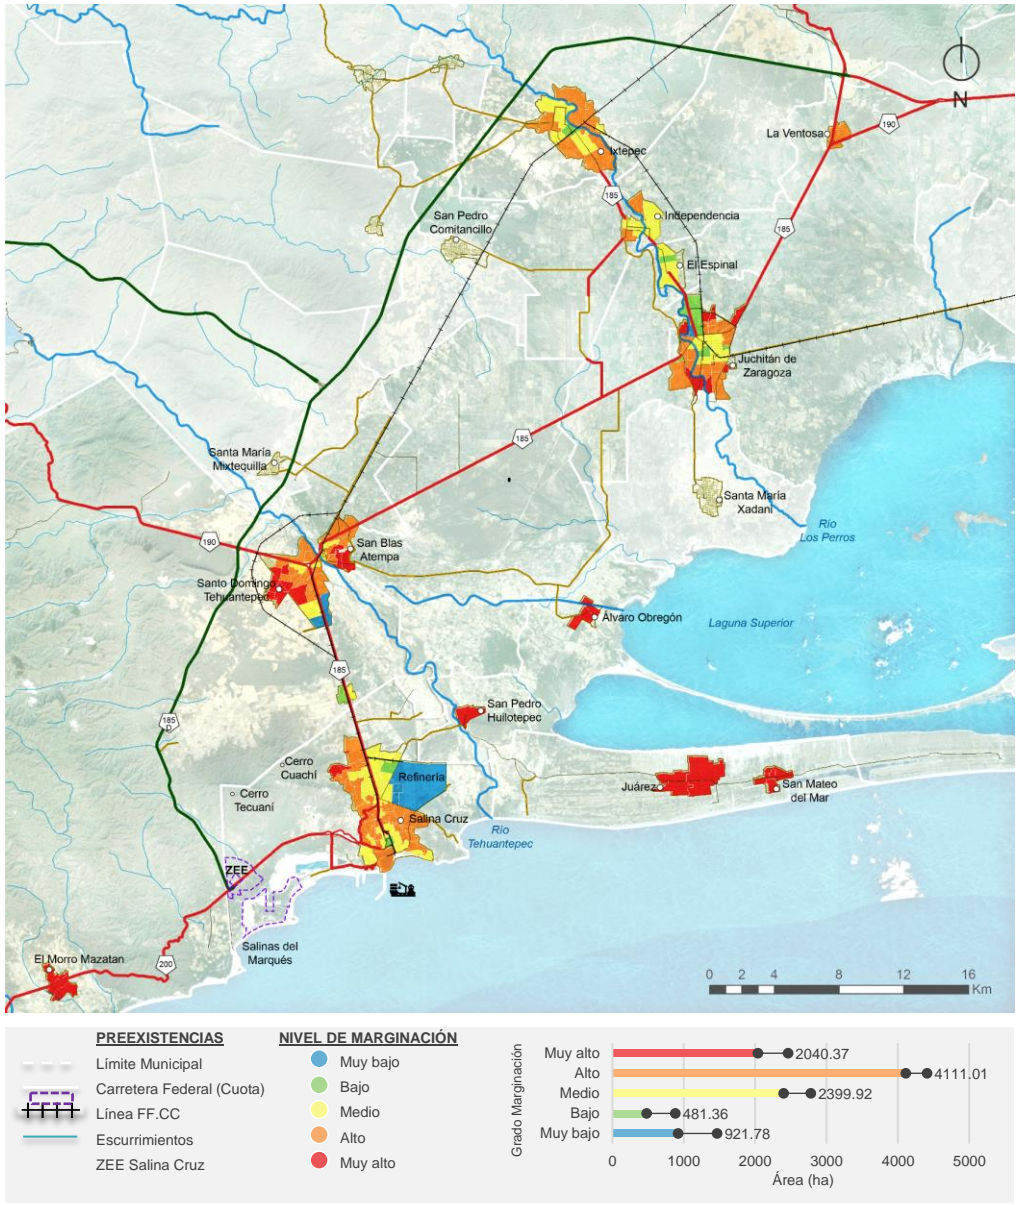 N
La Ventosa
190
Ixtepec
185
San Pedro
Comitancillo
Independencia
185
El Espinal
Juchitán de
Zaragoza
185
Santa María
Mixtequilla
Santa María
Xadani
Río
Los Perros
190
San Blas
Atempa
Santo Domingo
Tehuantepec
Álvaro Obregón
Laguna Superior
185
San Pedro
Huilotepec
185
D
Cerro
Cuachí
Refinería
Juárez
San Mateo
del Mar
Cerro
Tecuaní
Salina Cruz
Río
Tehuantepec
ZEE
Salinas del
Marqués
El Morro Mazatan
200
0 2 4 8 12 16
Km
PREEXISTENCIAS
Límite Municipal
Carretera Federal (Cuota)
Línea FF.CC
Escurrimientos
ZEE Salina Cruz
NIVEL DE MARGINACIÓN
Muy bajo
Bajo
Medio
Alto
Muy alto
Grado Marginación
Muy alto 2040.37
Alto 4111.01
Medio 2399.92
Bajo 481.36
Muy bajo 921.78
0 1000 2000 3000 4000 5000
Área (ha)